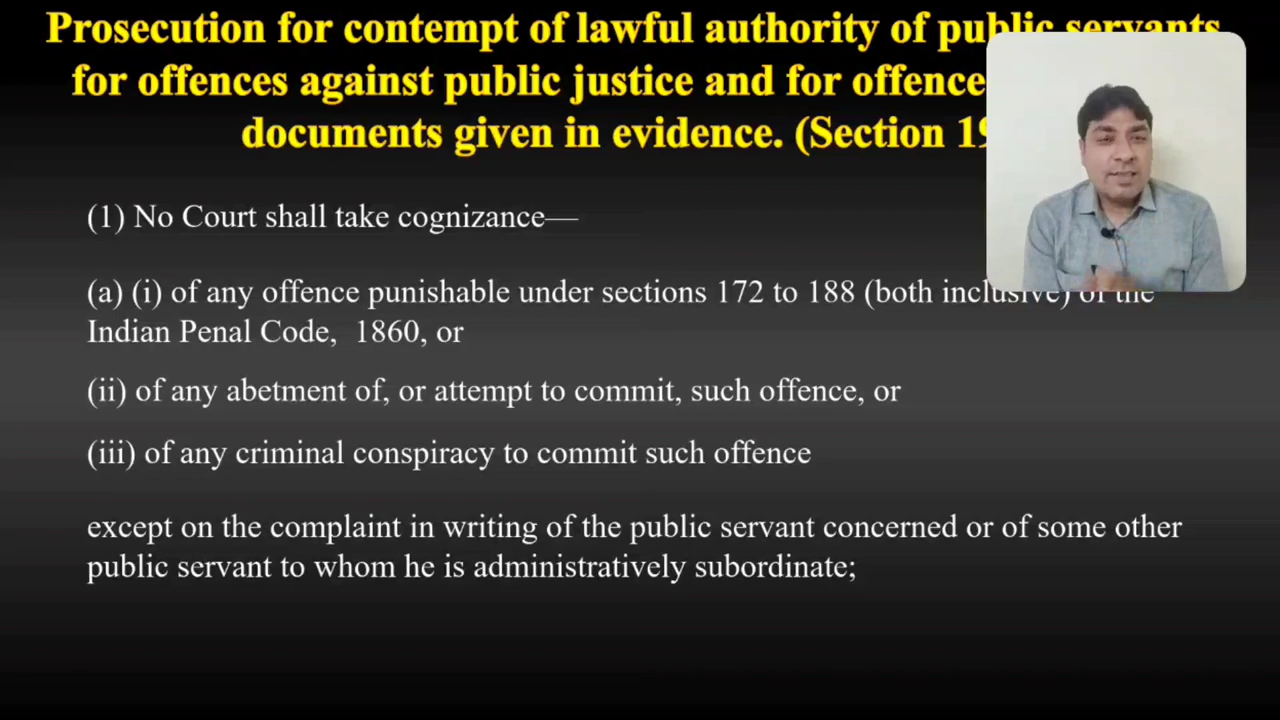 Prosecution for contempt of lawful authority of public servants
for offences against public justice and for offence
documents given in evidence. (Section 19
(1) No Court shall take cognizance—
(a) (i) of any offence punishable under sections 172 to 188 (both inclusive) of the
Indian Penal Code, 1860, or
(ii) of any abetment of, or attempt to commit, such offence, or
(iii) of any criminal conspiracy to commit such offence
except on the complaint in writing of the public servant concerned or of some other
public servant to whom he is administratively subordinate;